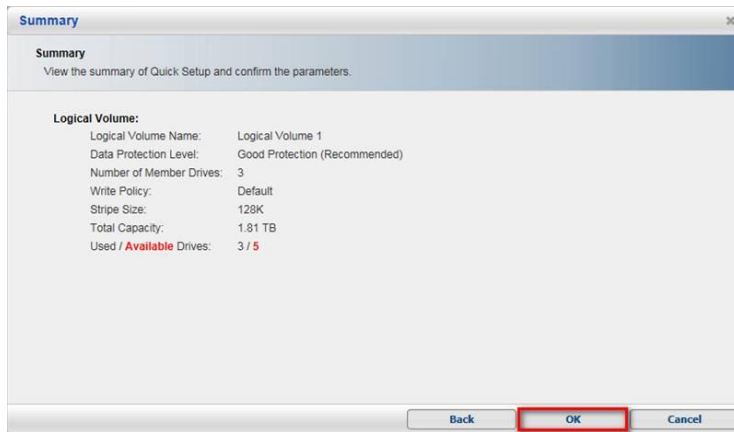 Summary
Summary
View the summary of Quick Setup and confirm the parameters.
Logical Volume:
Logical Volume Name: Logical Volume 1
Data Protection Level: Good Protection (Recommended)
Number of Member Drives: 3
Write Policy: Default
Stripe Size: 128K
Total Capacity: 1.81 TB
Used / Available Drives: 3 / 5
Back OK Cancel